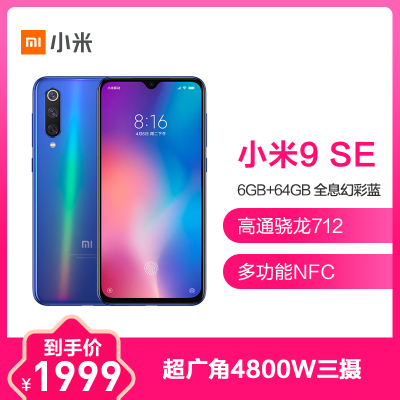 小米
小米9 SE
6GB+64GB 全息幻彩蓝
高通骁龙712
多功能NFC
8:16
到手价
¥1999
超广角4800W三摄